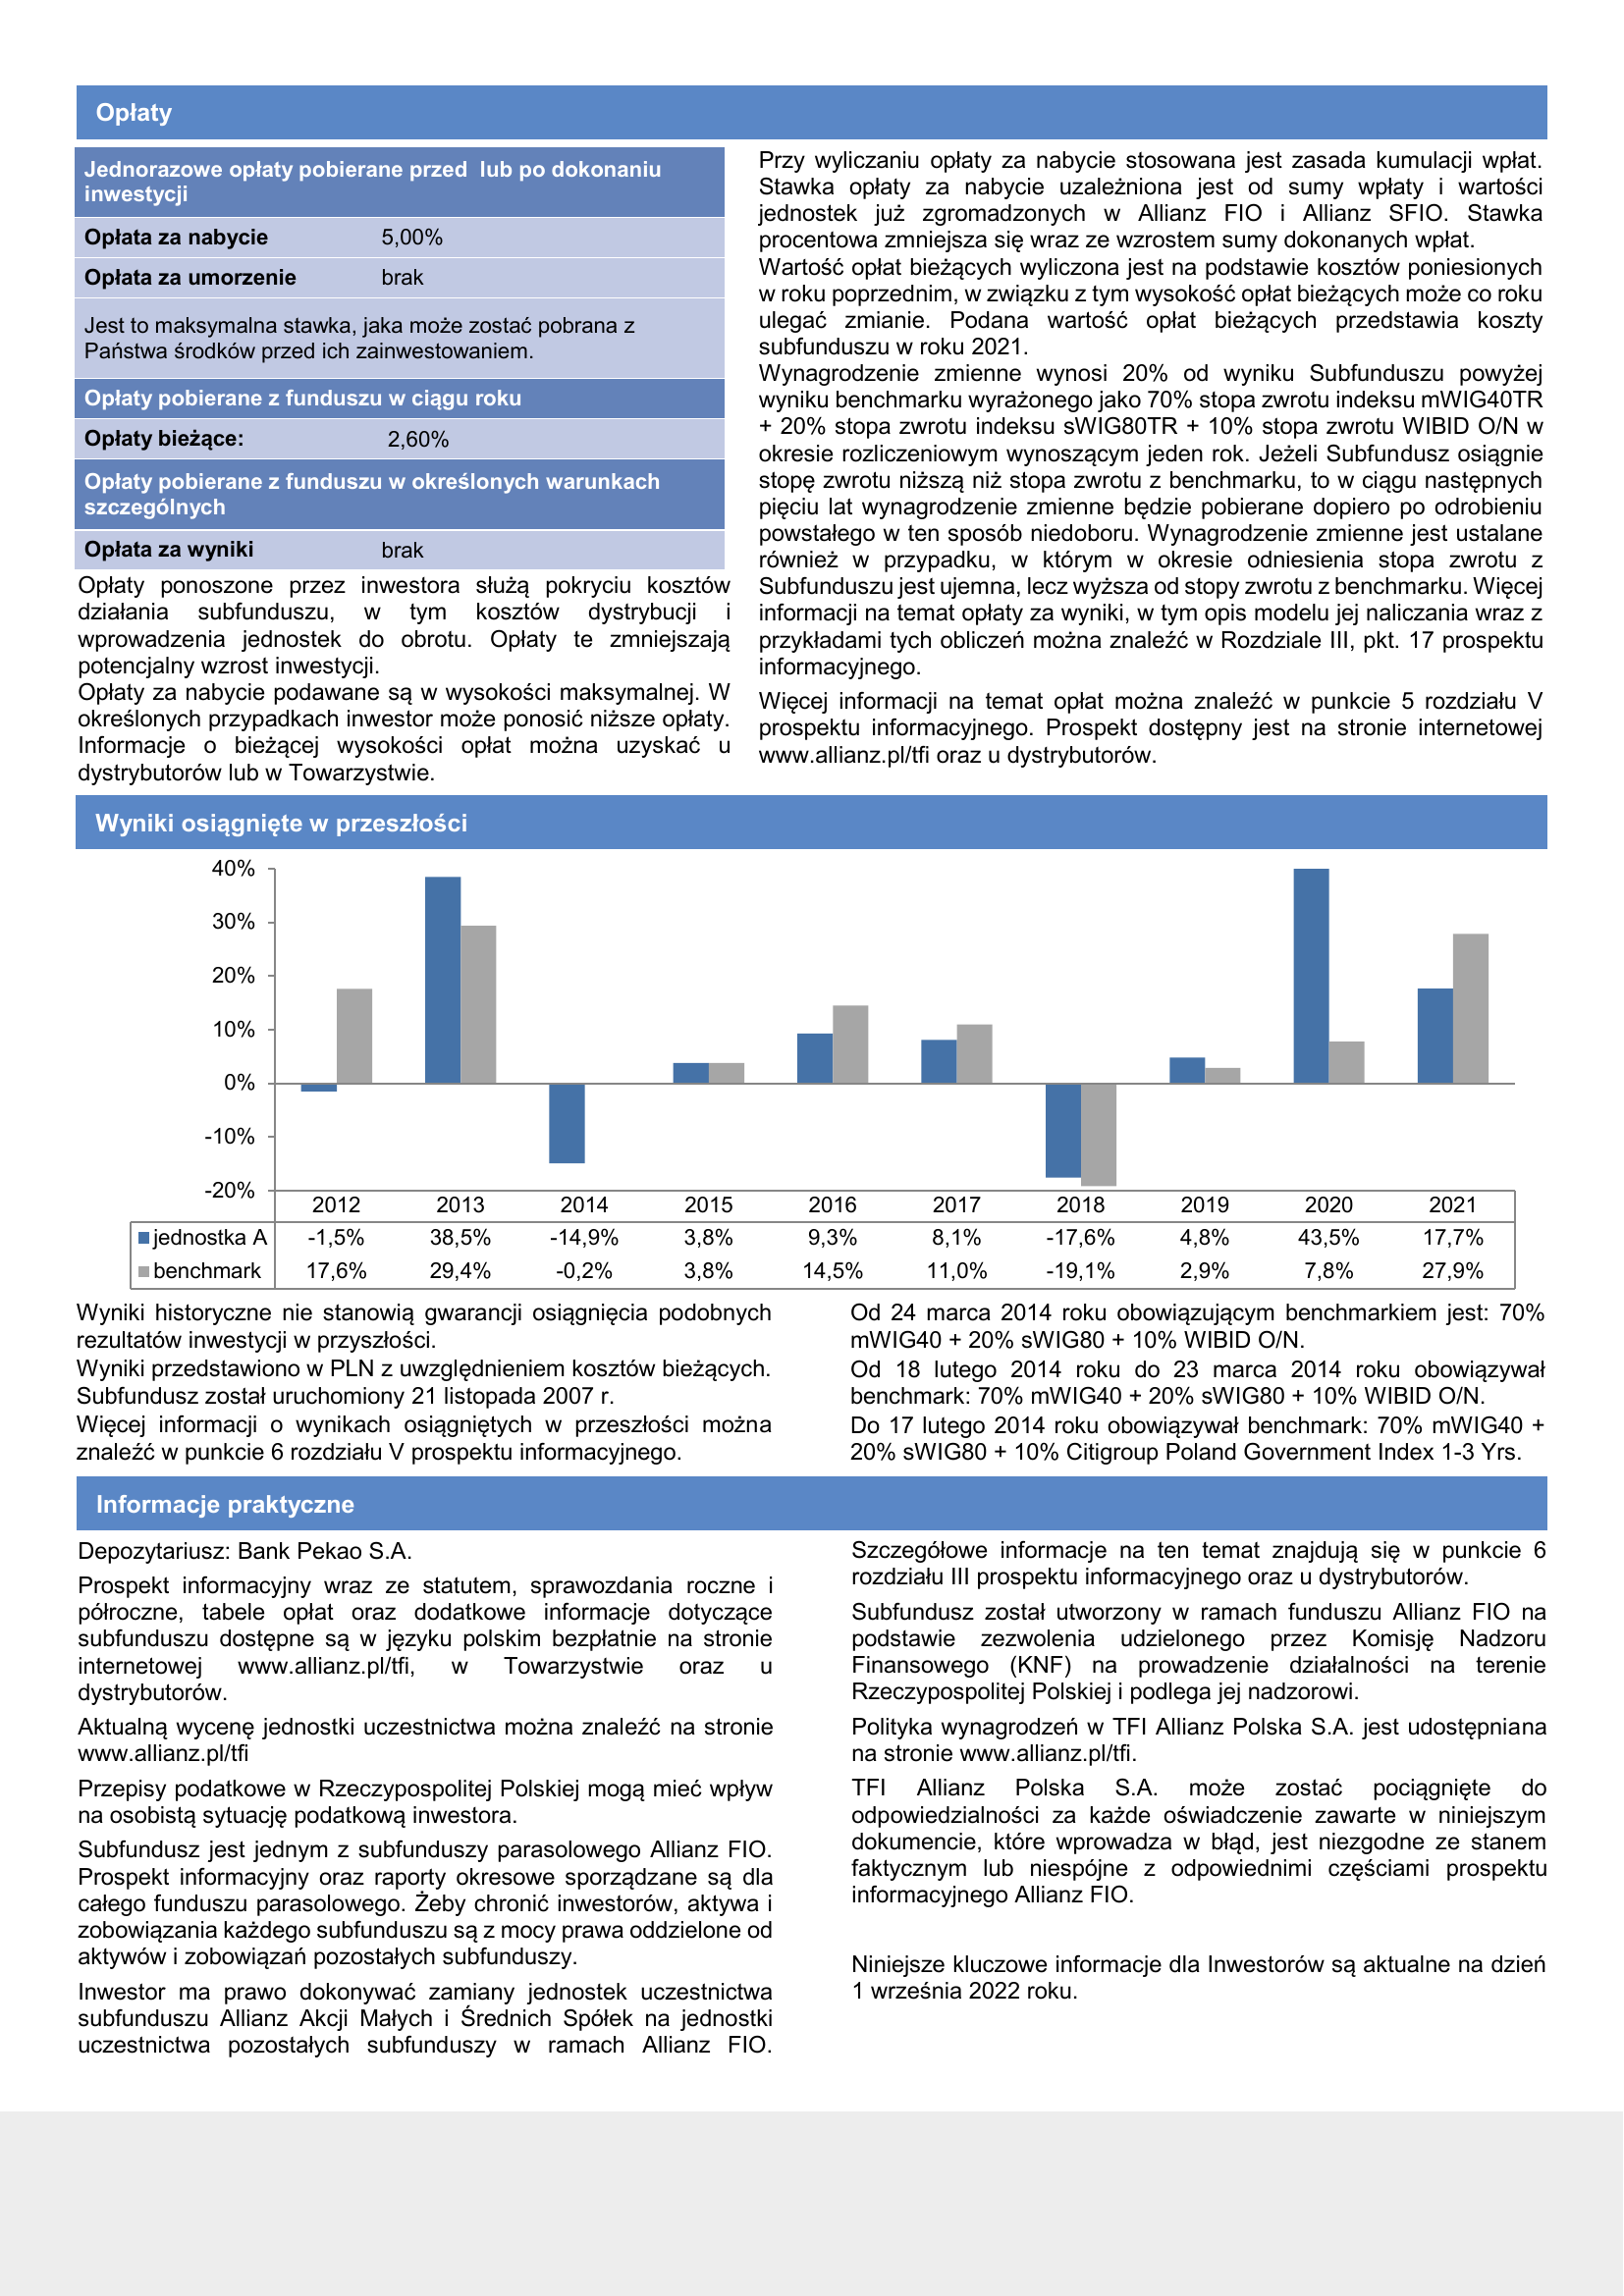 Opłaty
Jednorazowe opłaty pobierane przed  lub po dokonaniu
inwestycji
Opłata za nabycie 5,00%
Opłata za umorzenie brak
Jest to maksymalna stawka, jaka może zostać pobrana z
Państwa środków przed ich zainwestowaniem.
Opłaty pobierane z funduszu w ciągu roku
Opłaty bieżące: 2,60%
Opłaty pobierane z funduszu w określonych warunkach
szczególnych
Opłata za wyniki brak
Opłaty ponoszone przez inwestora służą pokryciu kosztów
działania subfunduszu, w tym kosztów dystrybucji i
wprowadzenia jednostek do obrotu. Opłaty te zmniejszają
potencjalny wzrost inwestycji.
Opłaty za nabycie podawane są w wysokości maksymalnej. W
określonych przypadkach inwestor może ponosić niższe opłaty.
Informacje o bieżącej wysokości opłat można uzyskać u
dystrybutorów lub w Towarzystwie.
Przy wyliczaniu opłaty za nabycie stosowana jest zasada kumulacji wpłat.
Stawka opłaty za nabycie uzależniona jest od sumy wpłaty i wartości
jednostek już zgromadzonych w Allianz FIO i Allianz SFIO. Stawka
procentowa zmniejsza się wraz ze wzrostem sumy dokonanych wpłat.
Wartość opłat bieżących wyliczona jest na podstawie kosztów poniesionych
w roku poprzednim, w związku z tym wysokość opłat bieżących może co roku
ulegać zmianie. Podana wartość opłat bieżących przedstawia koszty
subfunduszu w roku 2021.
Wynagrodzenie zmienne wynosi 20% od wyniku Subfunduszu powyżej
wyniku benchmarku wyrażonego jako 70% stopa zwrotu indeksu mWIG40TR
+ 20% stopa zwrotu indeksu sWIG80TR + 10% stopa zwrotu WIBID O/N w
okresie rozliczeniowym wynoszącym jeden rok. Jeżeli Subfundusz osiągnie
stopę zwrotu niższą niż stopa zwrotu z benchmarku, to w ciągu następnych
pięciu lat wynagrodzenie zmienne będzie pobierane dopiero po odrobieniu
powstałego w ten sposób niedoboru. Wynagrodzenie zmienne jest ustalane
również w przypadku, w którym w okresie odniesienia stopa zwrotu z
Subfunduszu jest ujemna, lecz wyższa od stopy zwrotu z benchmarku. Więcej
informacji na temat opłaty za wyniki, w tym opis modelu jej naliczania wraz z
przykładami tych obliczeń można znaleźć w Rozdziale III, pkt. 17 prospektu
informacyjnego.
Więcej informacji na temat opłat można znaleźć w punkcie 5 rozdziału V
prospektu informacyjnego. Prospekt dostępny jest na stronie internetowej
www.allianz.pl/tfi oraz u dystrybutorów.
Wyniki osiągnięte w przeszłości
40%
30%
20%
10%
0%
-10%
-20%
2012 2013 2014 2015 2016 2017 2018 2019 2020 2021
jednostka A -1,5% 38,5% -14,9% 3,8% 9,3% 8,1% -17,6% 4,8% 43,5% 17,7%
benchmark 17,6% 29,4% -0,2% 3,8% 14,5% 11,0% -19,1% 2,9% 7,8% 27,9%
Wyniki historyczne nie stanowią gwarancji osiągnięcia podobnych
rezultatów inwestycji w przyszłości.
Wyniki przedstawiono w PLN z uwzględnieniem kosztów bieżących.
Subfundusz został uruchomiony 21 listopada 2007 r.
Więcej informacji o wynikach osiągniętych w przeszłości można
znaleźć w punkcie 6 rozdziału V prospektu informacyjnego.
Od 24 marca 2014 roku obowiązującym benchmarkiem jest: 70%
mWIG40 + 20% sWIG80 + 10% WIBID O/N.
Od 18 lutego 2014 roku do 23 marca 2014 roku obowiązywał
benchmark: 70% mWIG40 + 20% sWIG80 + 10% WIBID O/N.
Do 17 lutego 2014 roku obowiązywał benchmark: 70% mWIG40 +
20% sWIG80 + 10% Citigroup Poland Government Index 1-3 Yrs.
Informacje praktyczne
Depozytariusz: Bank Pekao S.A.
Prospekt informacyjny wraz ze statutem, sprawozdania roczne i
półroczne, tabele opłat oraz dodatkowe informacje dotyczące
subfunduszu dostępne są w języku polskim bezpłatnie na stronie
internetowej www.allianz.pl/tfi, w Towarzystwie oraz u
dystrybutorów.
Aktualną wycenę jednostki uczestnictwa można znaleźć na stronie
www.allianz.pl/tfi
Przepisy podatkowe w Rzeczypospolitej Polskiej mogą mieć wpływ
na osobistą sytuację podatkową inwestora.
Subfundusz jest jednym z subfunduszy parasolowego Allianz FIO.
Prospekt informacyjny oraz raporty okresowe sporządzane są dla
całego funduszu parasolowego. Żeby chronić inwestorów, aktywa i
zobowiązania każdego subfunduszu są z mocy prawa oddzielone od
aktywów i zobowiązań pozostałych subfunduszy.
Inwestor ma prawo dokonywać zamiany jednostek uczestnictwa
subfunduszu Allianz Akcji Małych i Średnich Spółek na jednostki
uczestnictwa pozostałych subfunduszy w ramach Allianz FIO.
Szczegółowe informacje na ten temat znajdują się w punkcie 6
rozdziału III prospektu informacyjnego oraz u dystrybutorów.
Subfundusz został utworzony w ramach funduszu Allianz FIO na
podstawie zezwolenia udzielonego przez Komisję Nadzoru
Finansowego (KNF) na prowadzenie działalności na terenie
Rzeczypospolitej Polskiej i podlega jej nadzorowi.
Polityka wynagrodzeń w TFI Allianz Polska S.A. jest udostępniana
na stronie www.allianz.pl/tfi.
TFI Allianz Polska S.A. może zostać pociągnięte do
odpowiedzialności za każde oświadczenie zawarte w niniejszym
dokumencie, które wprowadza w błąd, jest niezgodne ze stanem
faktycznym lub niespójne z odpowiednimi częściami prospektu
informacyjnego Allianz FIO.
Niniejsze kluczowe informacje dla Inwestorów są aktualne na dzień
1 września 2022 roku.